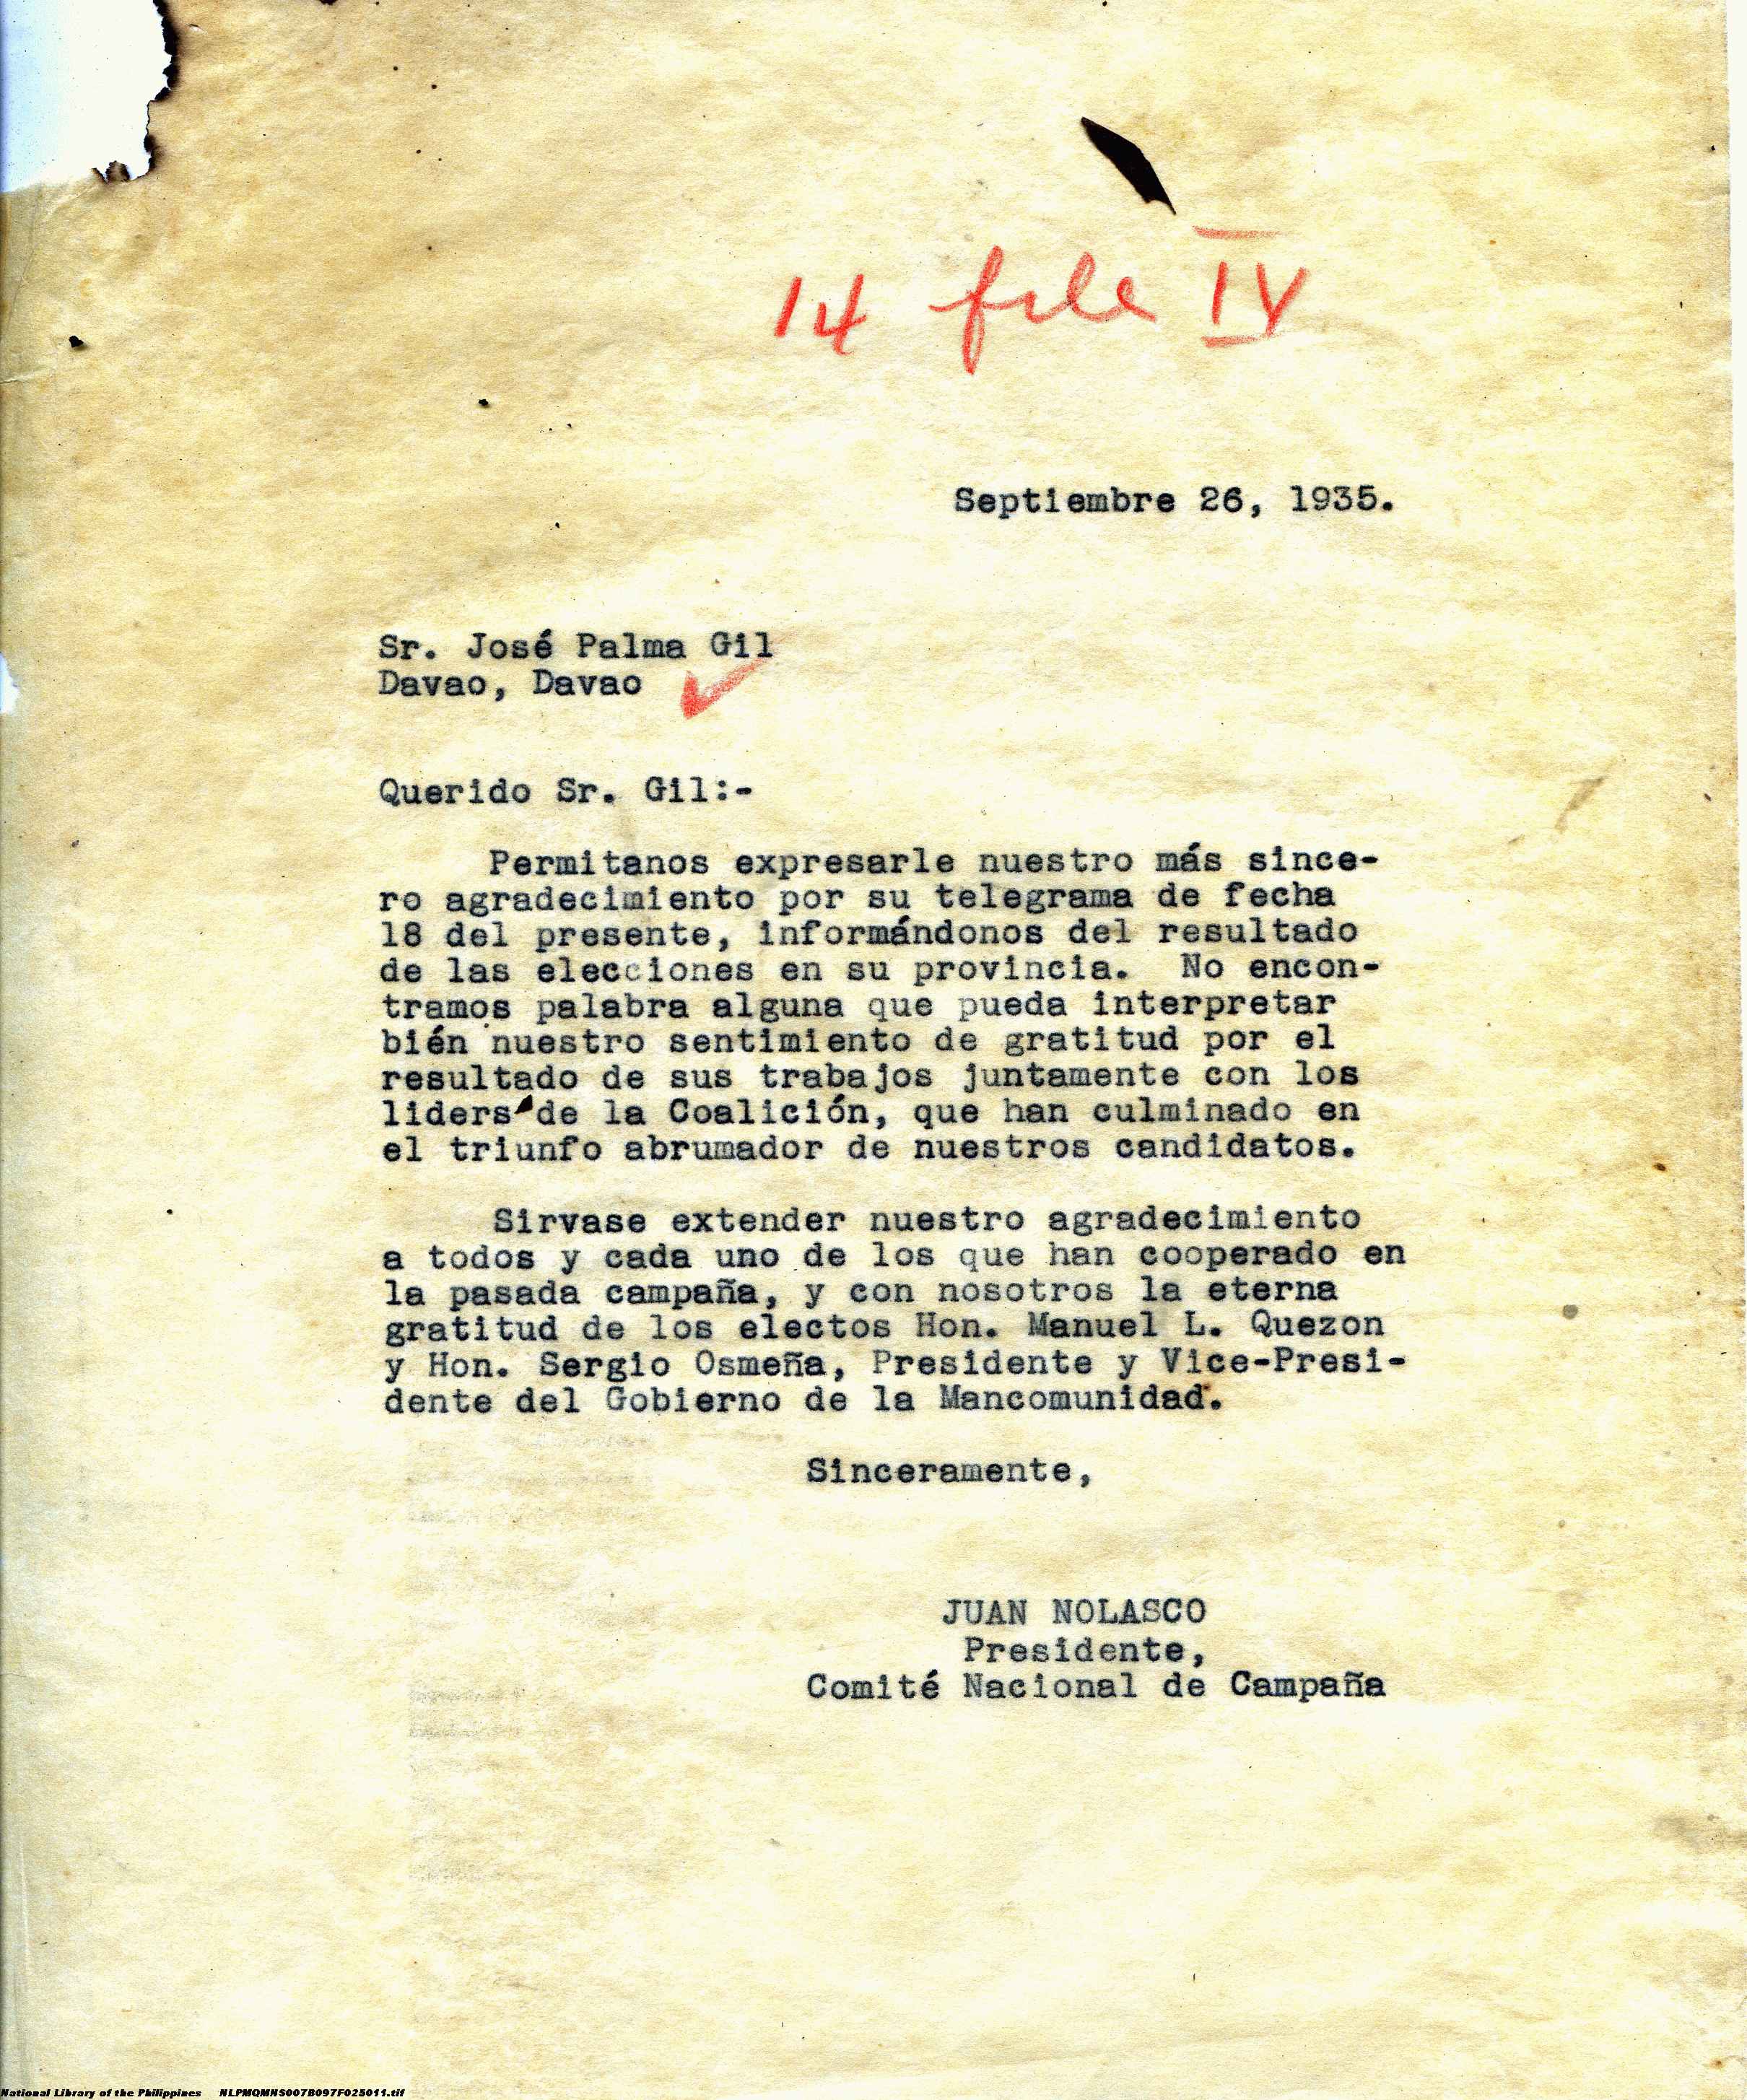 14 file IV
Septiembre 26, 1935.
Sr. José Palma Gil
Davao, Davao
Querido Sr. Gil:-
Permitanos expresarle nuestro más since-
ro agradecimiento por su telegrama de fecha
18 del presente, informándonos del resultado
de las elecciones en su provincia. No encon-
tramos palabra alguna que pueda interpretar
bién nuestro sentimiento de gratitud por el
resultado de sus trabajos juntamente con los
liders de la Coalición, que han culminado en
el triunfo abrumador de nuestros candidatos.
Sirvase extender nuestro agradecimiento
a todos y cada uno de los que han cooperado en
la pasada campaña, y con nosotros la eterna
gratitud de los electos Hon. Manuel L. Quezon
y Hon. Sergio Osmeña, Presidente y Vice-Presi-
dente del Gobierno de la Mancomunidad.
Sinceramente,
JUAN NOLASCO
Presidente,
Comité Nacional de Campaña
National Library of the Philippines NLPMQMNS007B097F025011.tif